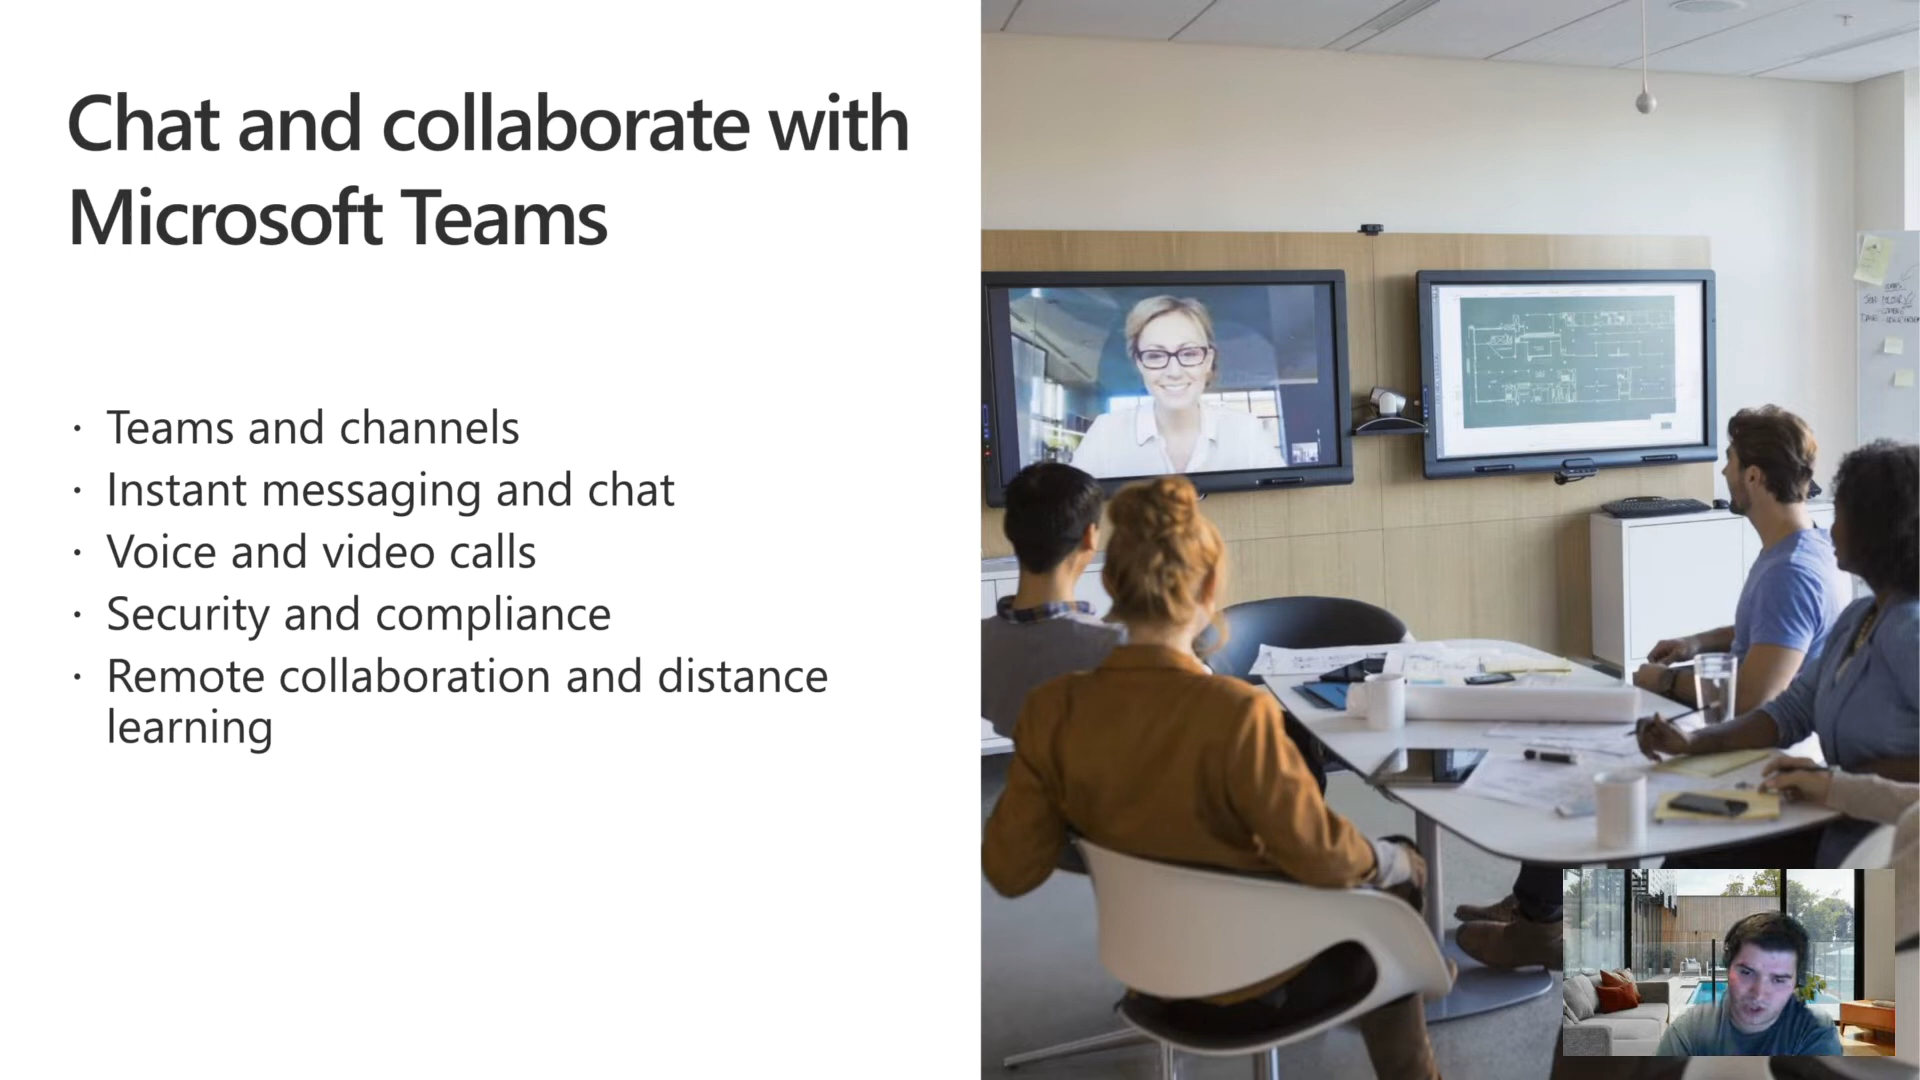 Chat and collaborate with
Microsoft Teams
· Teams and channels
· Instant messaging and chat
· Voice and video calls
· Security and compliance
· Remote collaboration and distance
learning